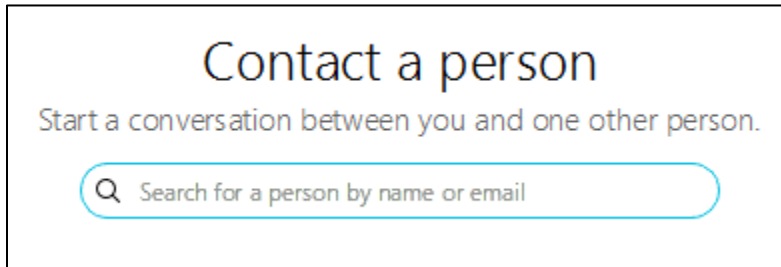 Contact a person
Start a conversation between you and one other person.
Search for a person by name or email